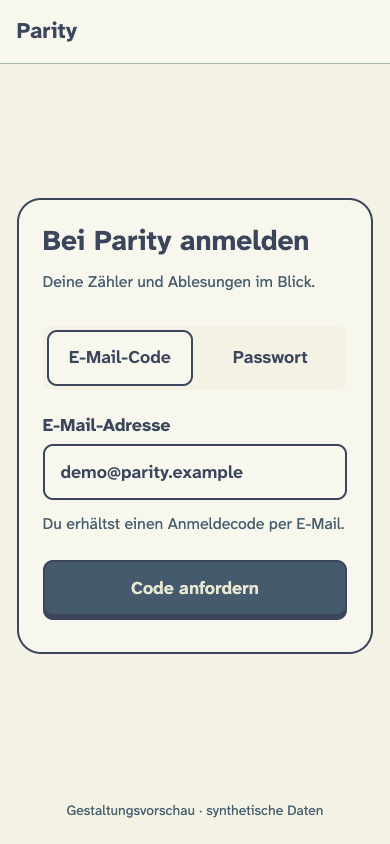 Parity
Bei Parity anmelden
Deine Zähler und Ablesungen im Blick.
E-Mail-Code
Passwort
E-Mail-Adresse
demo@parity.example
Du erhältst einen Anmeldecode per E-Mail.
Code anfordern
Gestaltungsvorschau · synthetische Daten